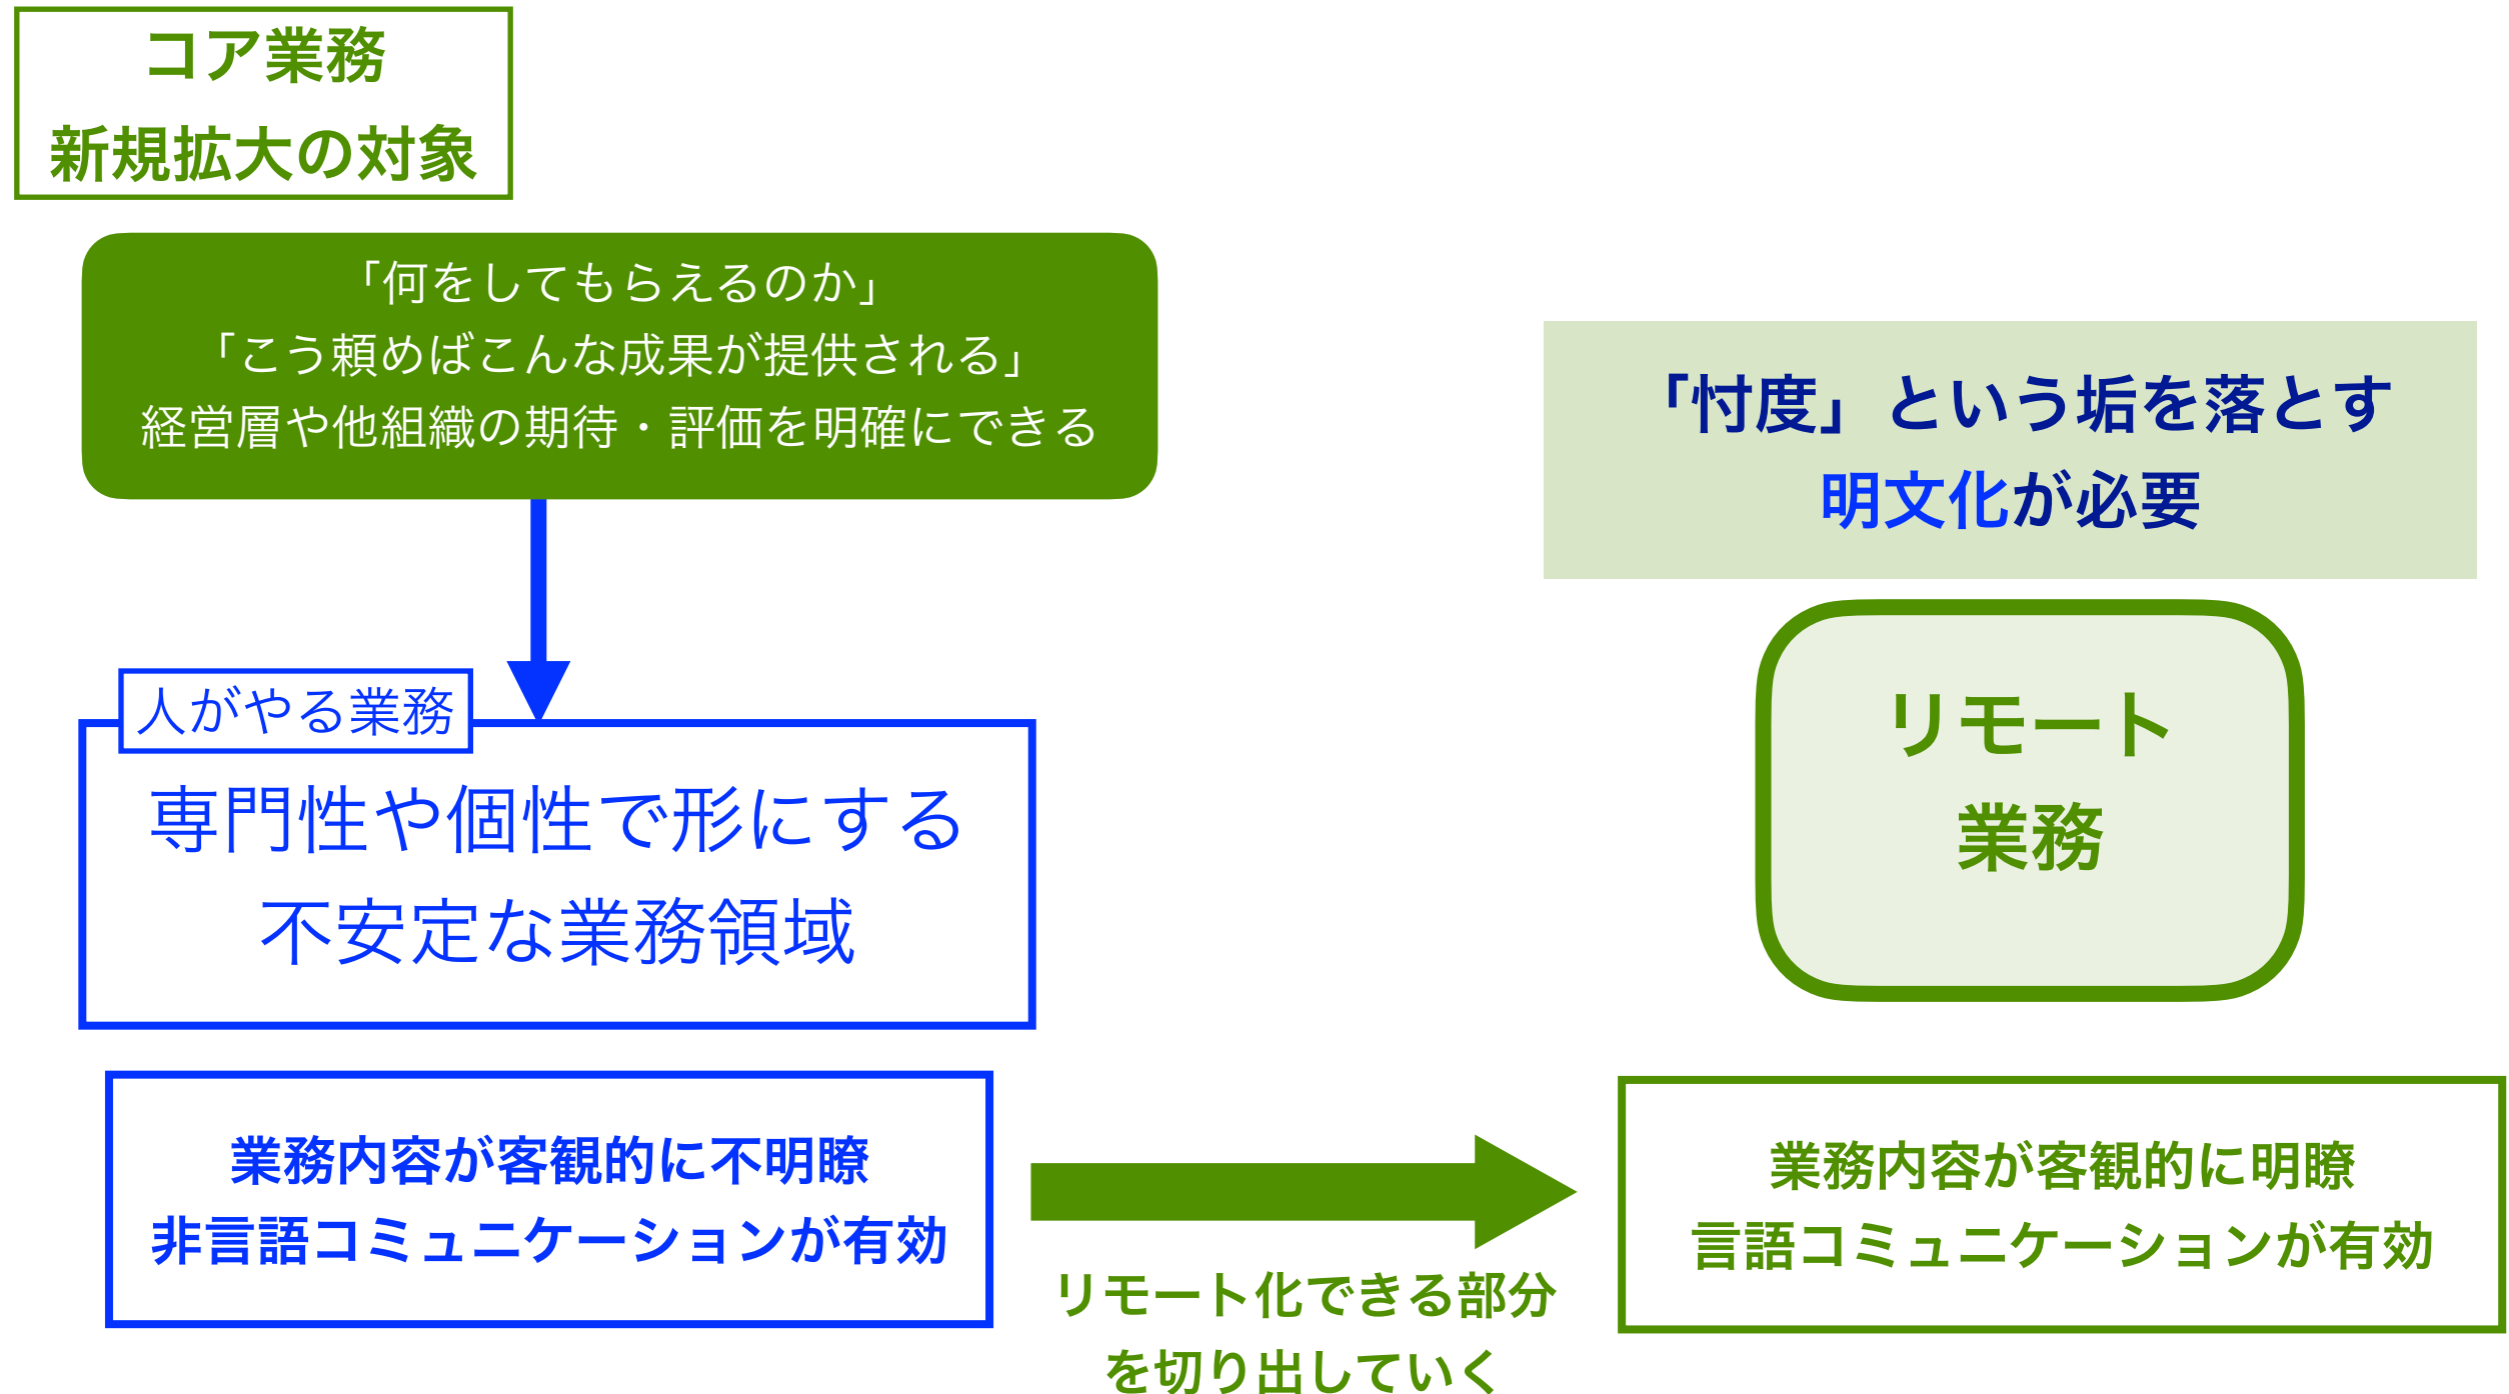 コア業務
新規拡大の対象
「何をしてもらえるのか」
「こう頼めばこんな成果が提供される」
経営層や他組織の期待・評価を明確にできる
「忖度」という垢を落とす
明文化が必要
人がやる業務
専門性や個性で形にする
不安定な業務領域
リモート
業務
業務内容が客観的に不明瞭
非言語コミュニケーションが有効
リモート化できる部分
を切り出していく
業務内容が客観的に明瞭
言語コミュニケーションが有効